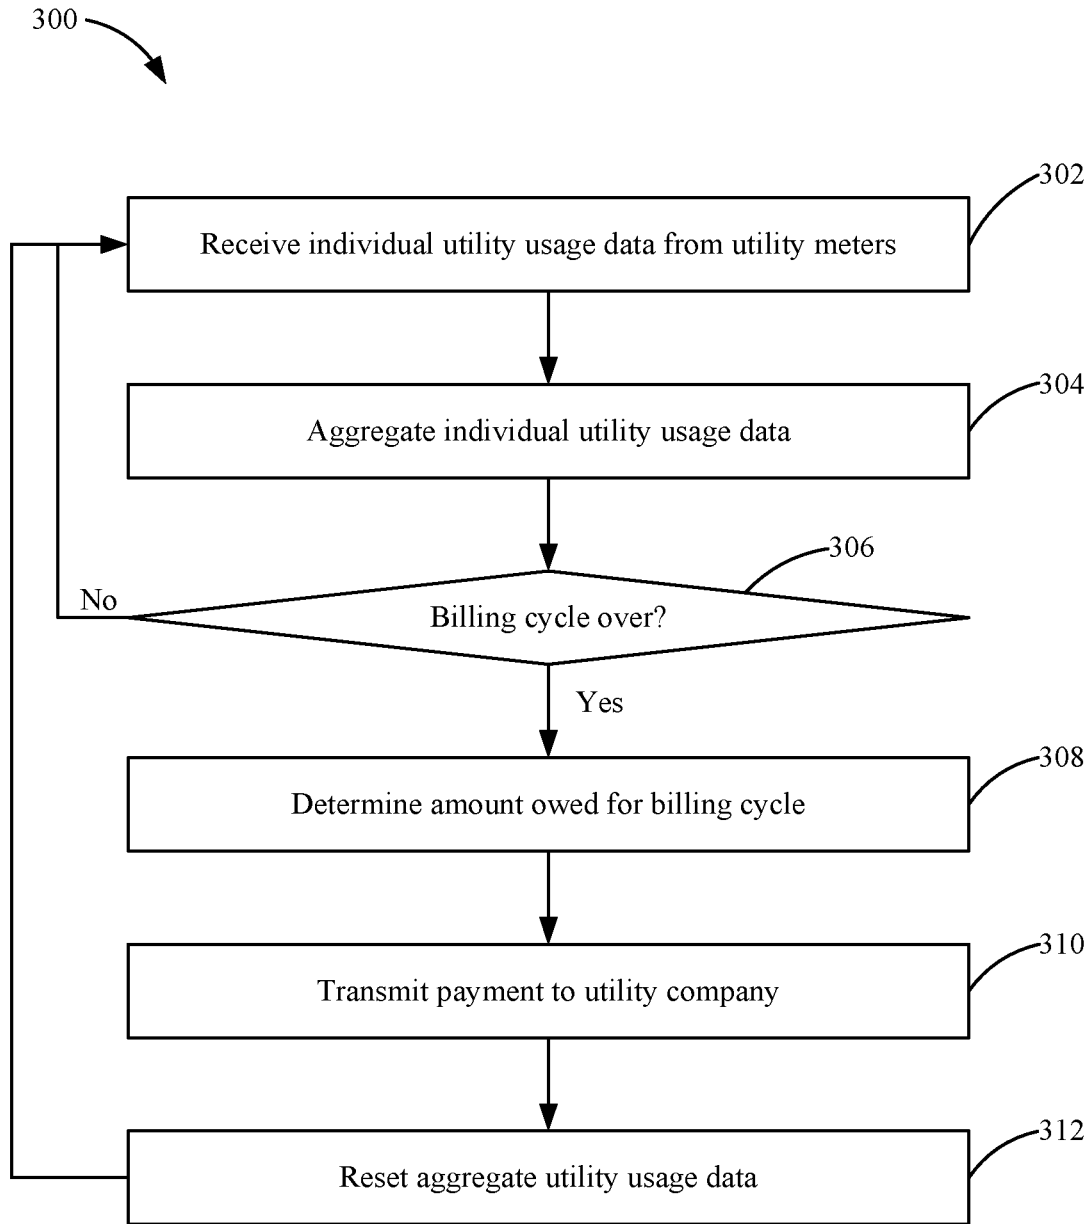 300
302
Receive individual utility usage data from utility meters
304
Aggregate individual utility usage data
306
No
Billing cycle over?
Yes
308
Determine amount owed for billing cycle
310
Transmit payment to utility company
312
Reset aggregate utility usage data